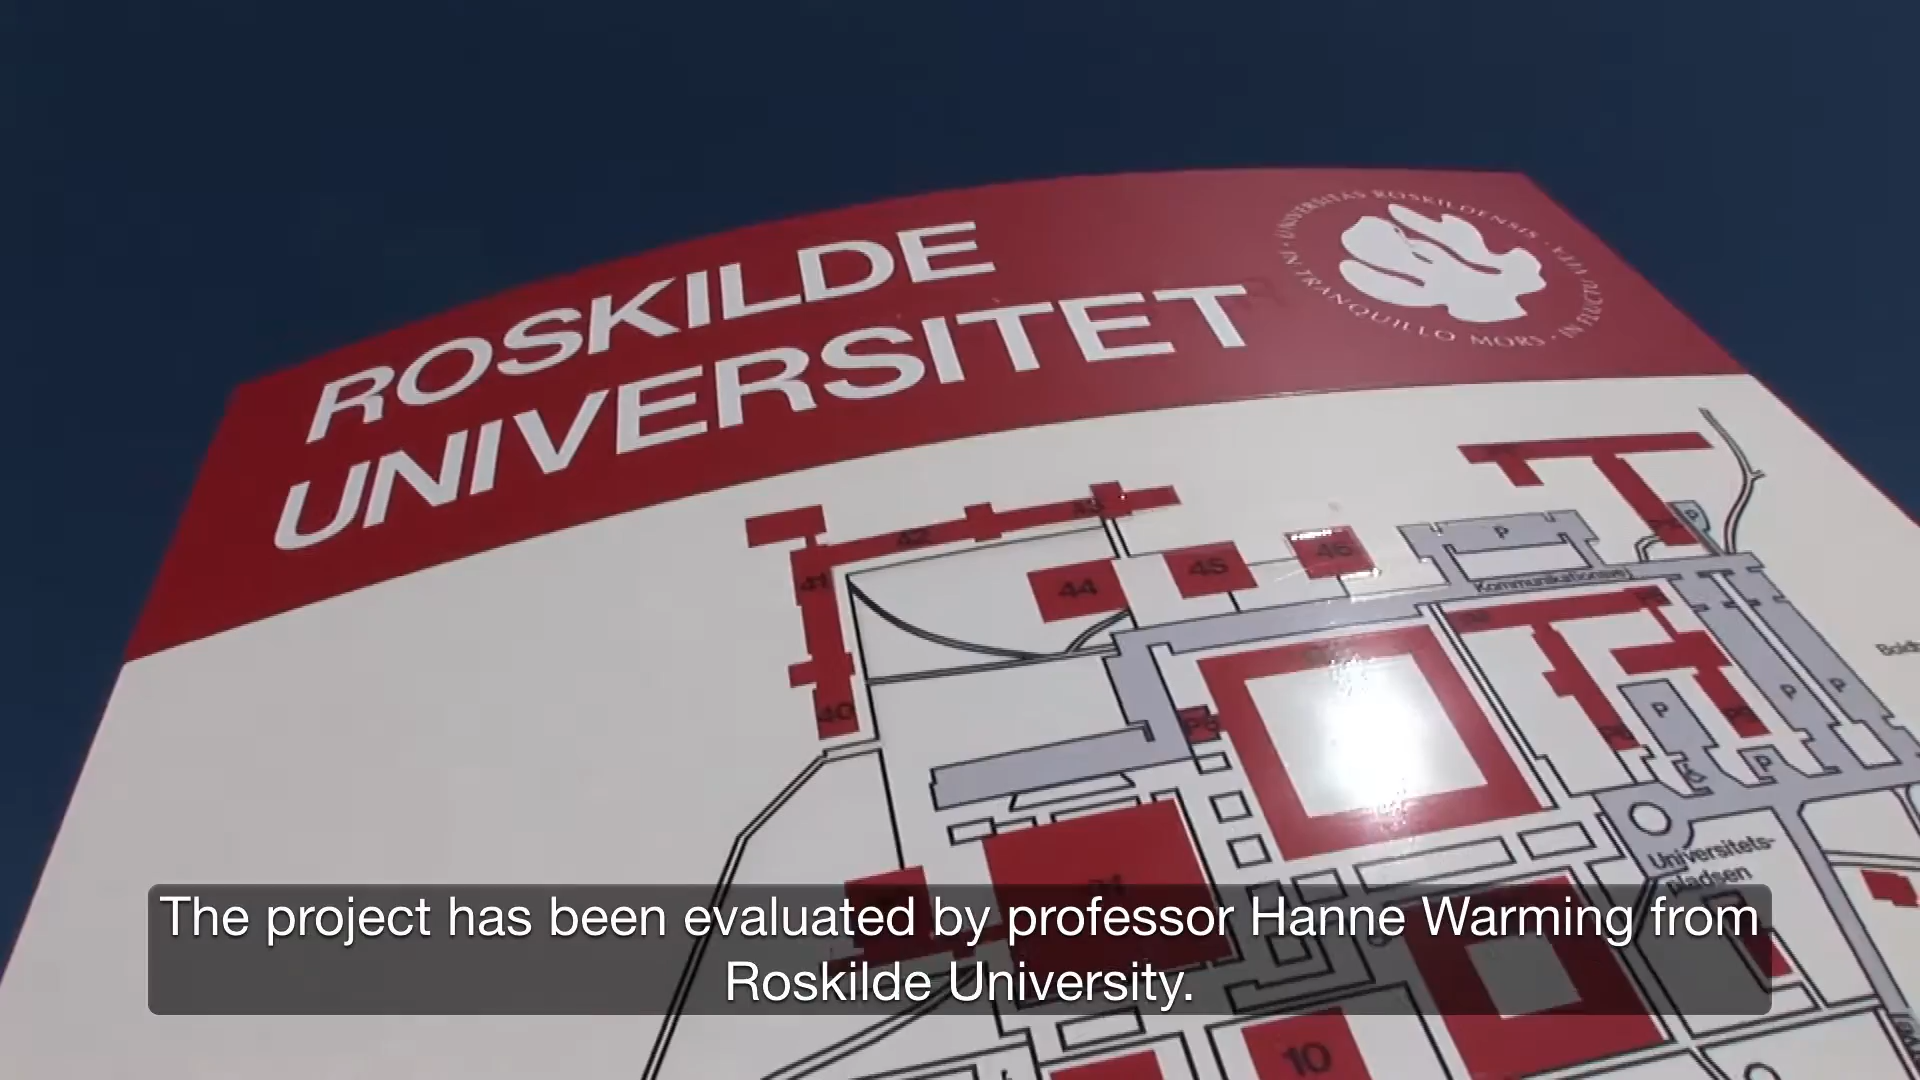 ROSKILDE
UNIVERSITET
· UNIVERSITAS ROSKILDENSIS · IN TRANQUILLO MORS · IN FLUCTU VITA
43
42
41
44
45
46
P
Kommunikationsvej
40
P
P
P
P
Universitets-
pladsen
The project has been evaluated by professor Hanne Warming from
Roskilde University.
10